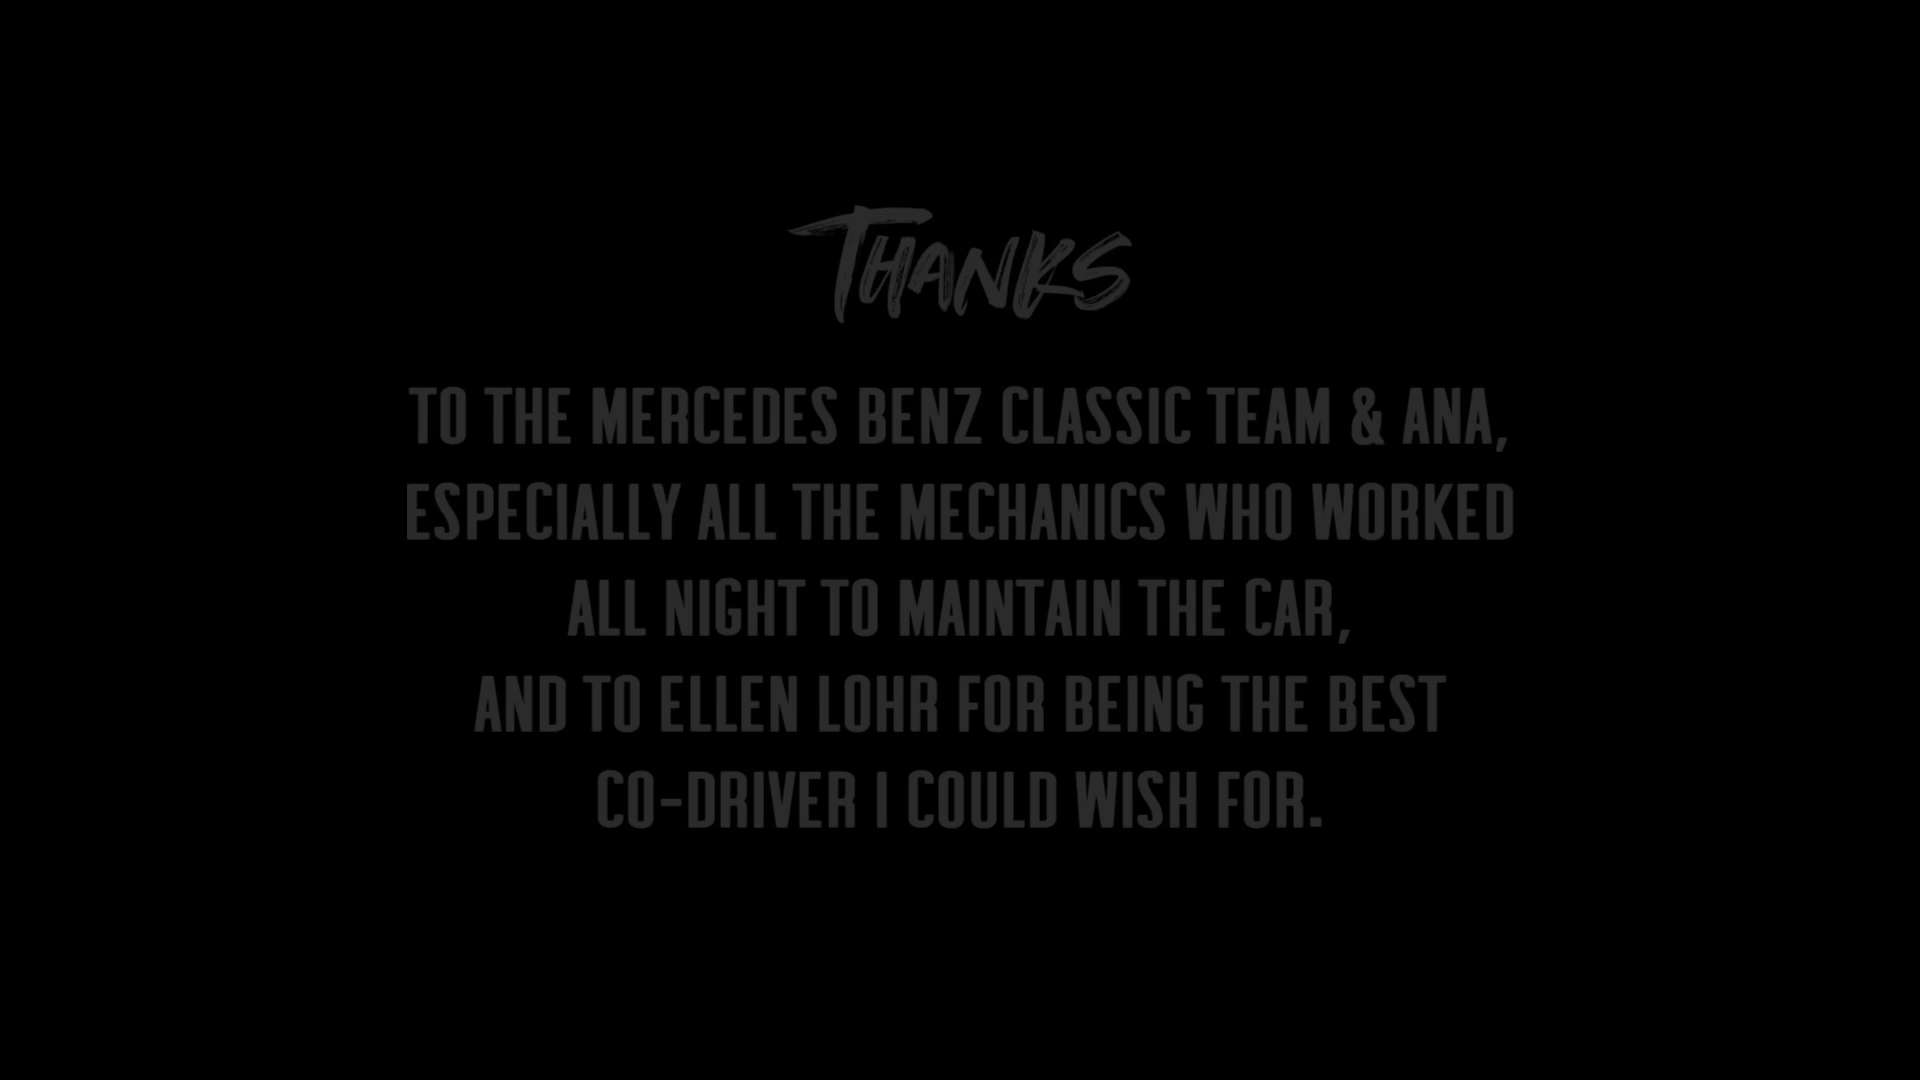 THANKS
TO THE MERCEDES BENZ CLASSIC TEAM & ANA,
ESPECIALLY ALL THE MECHANICS WHO WORKED
ALL NIGHT TO MAINTAIN THE CAR,
AND TO ELLEN LOHR FOR BEING THE BEST
CO-DRIVER I COULD WISH FOR.